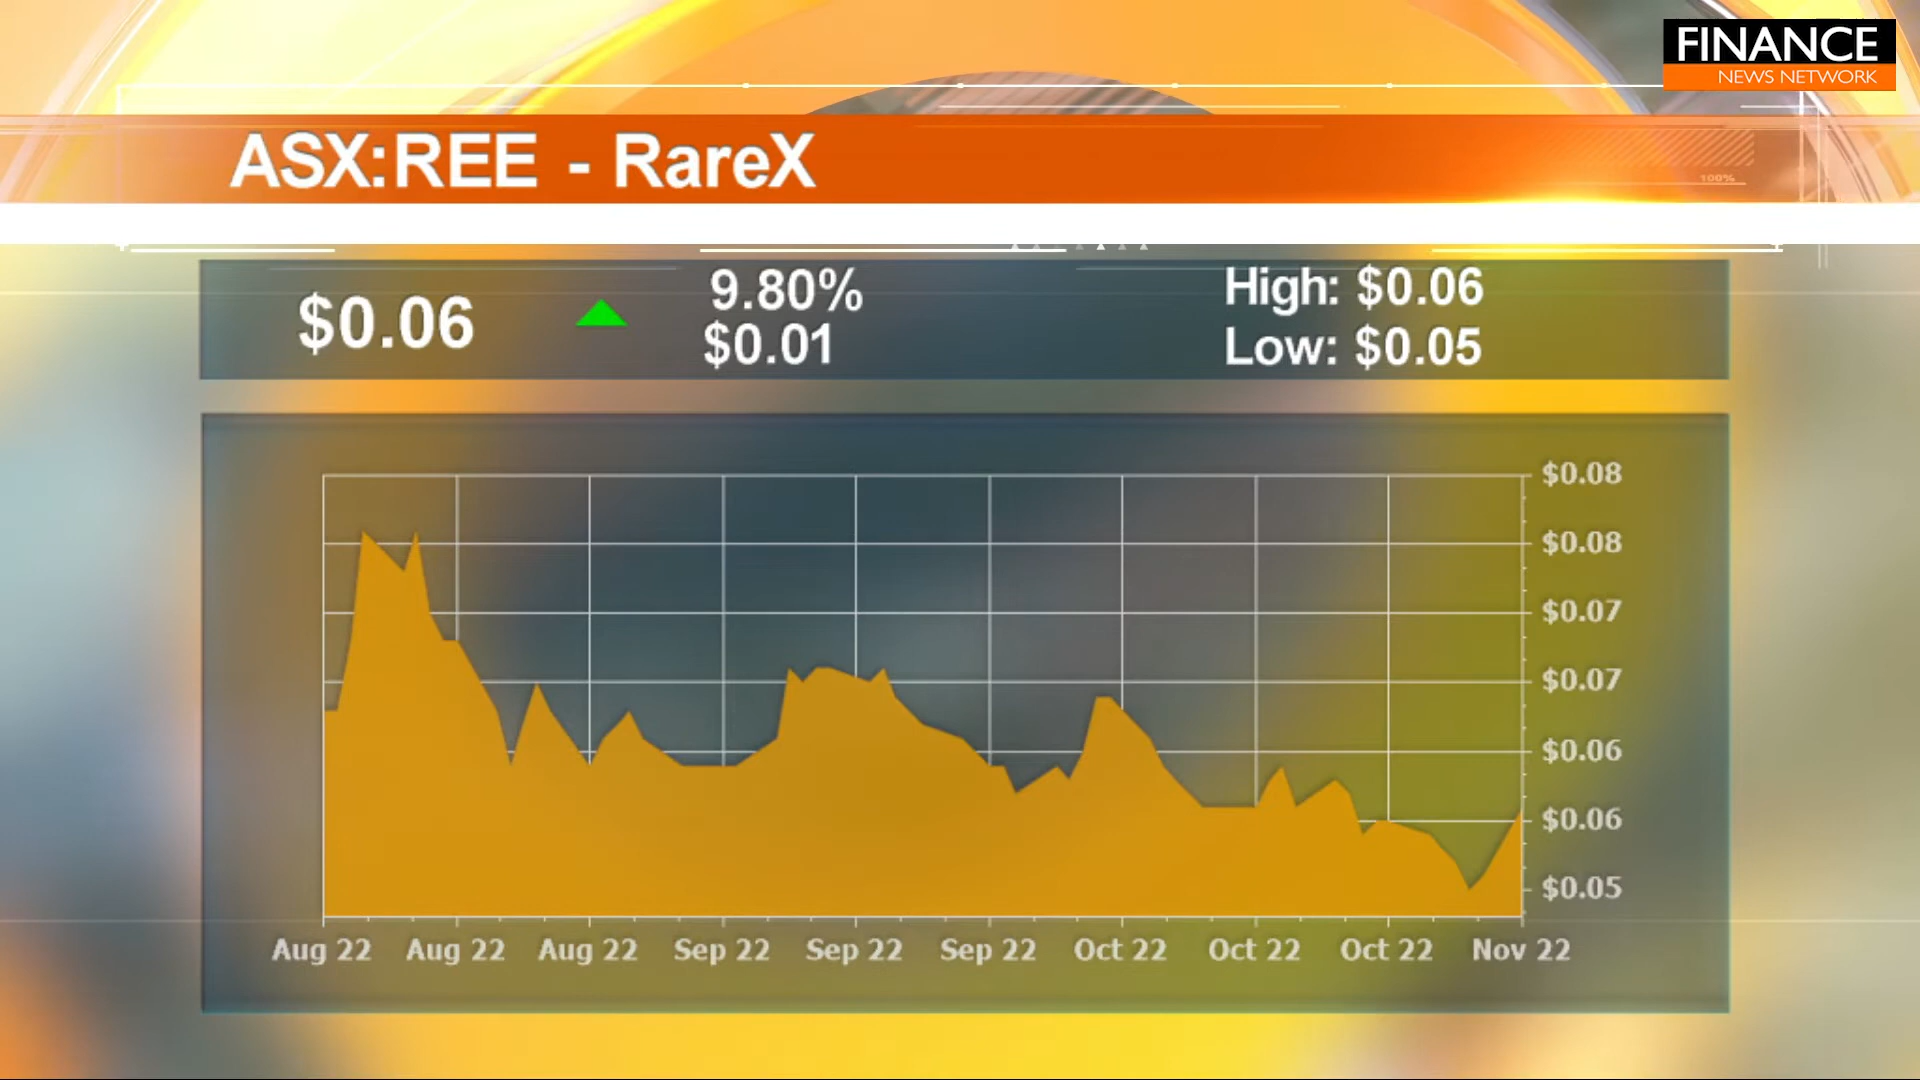 FINANCE
NEWS NETWORK
ASX:REE - RareX
100%
$0.06
9.80%
$0.01
High: $0.06
Low: $0.05
$0.08
$0.08
$0.07
$0.07
$0.06
$0.06
$0.05
Aug 22 Aug 22 Aug 22 Sep 22 Sep 22 Sep 22 Oct 22 Oct 22 Oct 22 Nov 22